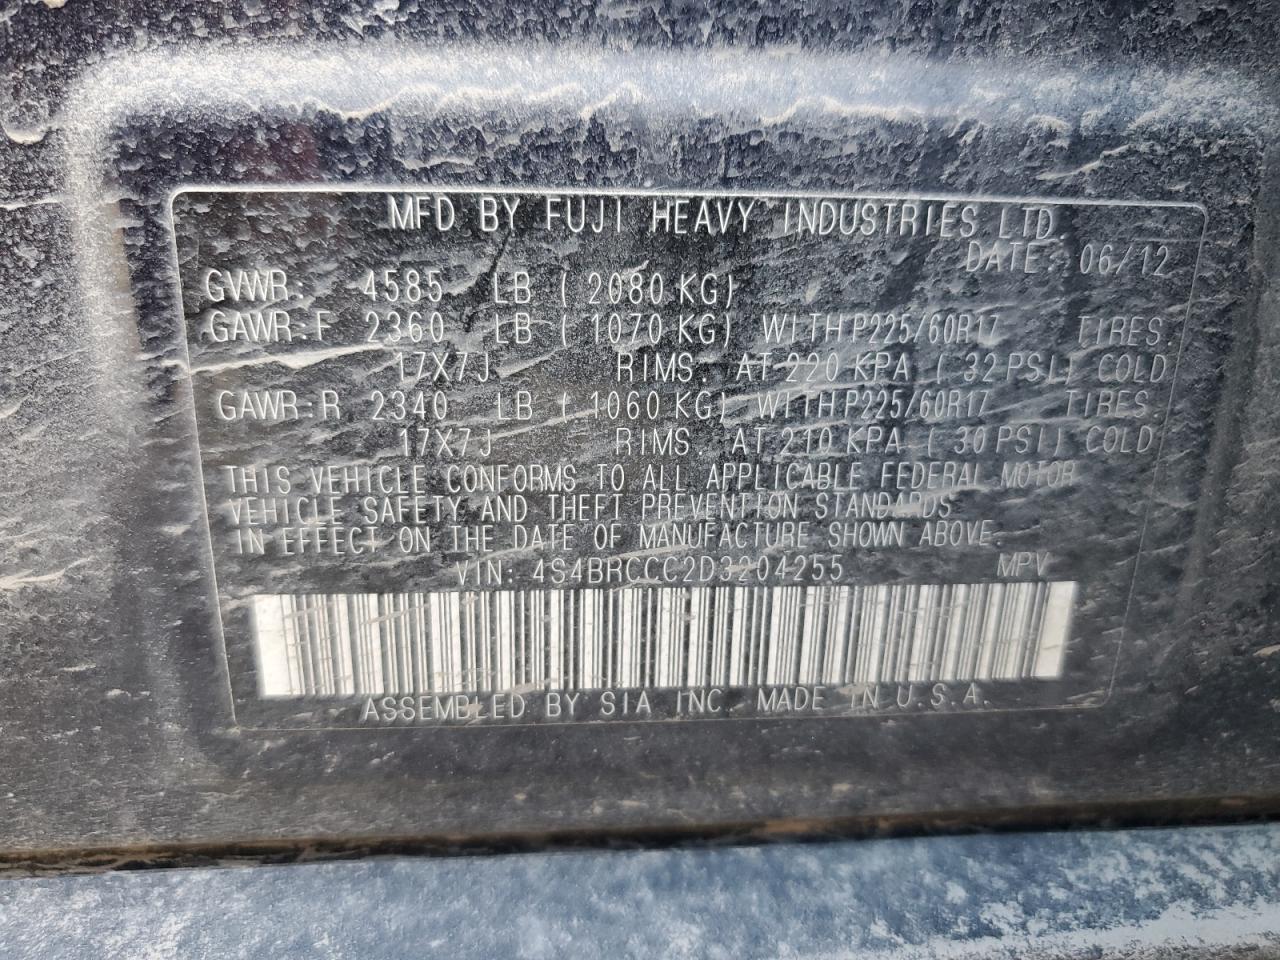 MFD BY FUJI HEAVY INDUSTRIES LTD.
DATE: 06/12
GVWR: 4585 LB ( 2080 KG)
GAWR:F 2360 LB ( 1070 KG) WITH P225/60R17 TIRES.
17X7J RIMS. AT 220 KPA ( 32 PSI) COLD
GAWR:R 2340 LB ( 1060 KG) WITH P225/60R17 TIRES.
17X7J RIMS. AT 210 KPA ( 30 PSI) COLD
THIS VEHICLE CONFORMS TO ALL APPLICABLE FEDERAL MOTOR
VEHICLE SAFETY AND THEFT PREVENTION STANDARDS
IN EFFECT ON THE DATE OF MANUFACTURE SHOWN ABOVE.
VIN: 4S4BRCCC2D3204255 MPV
ASSEMBLED BY SIA INC. MADE IN U.S.A.